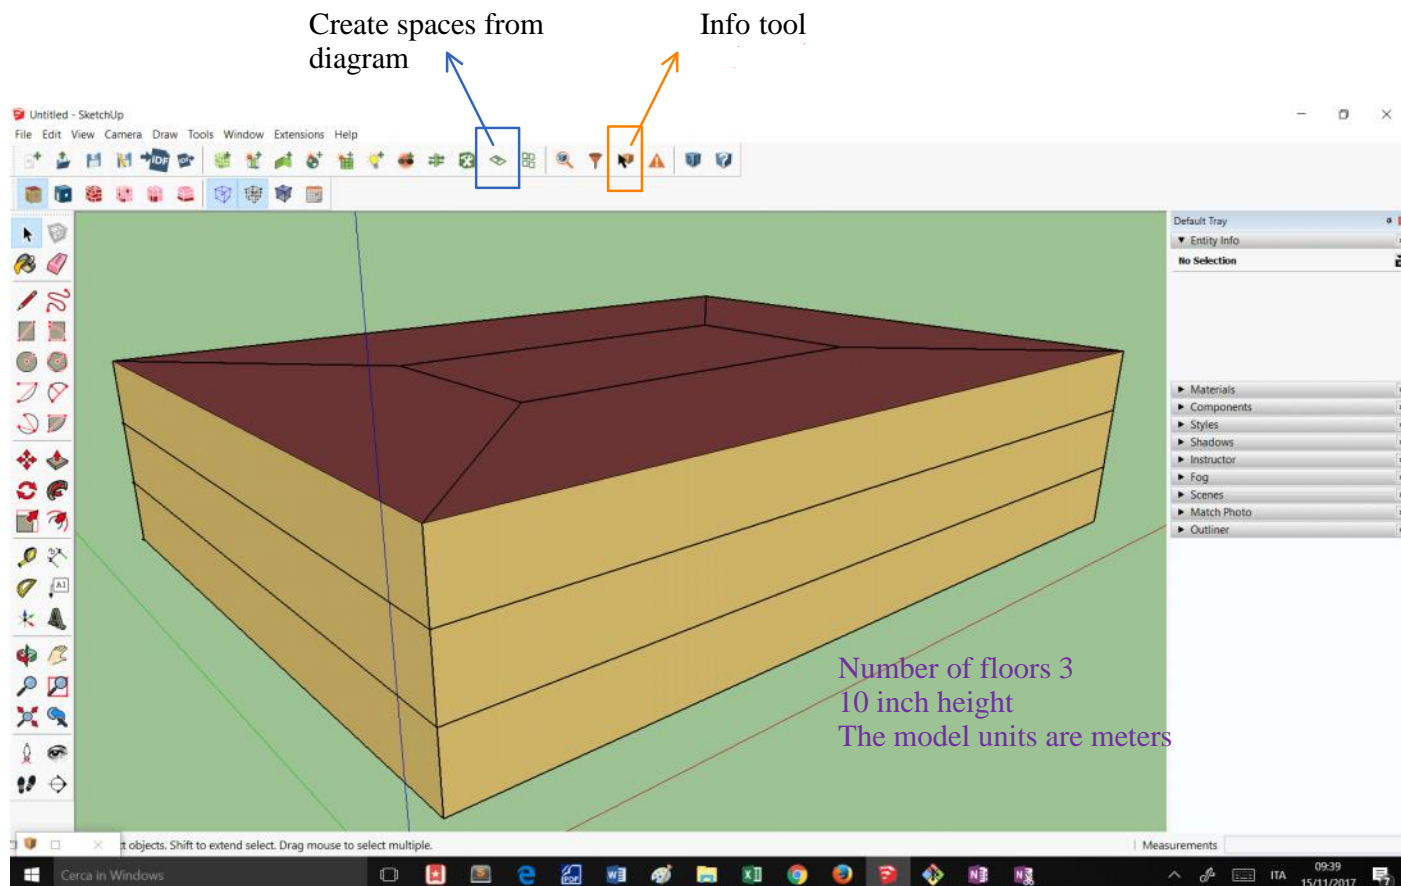 Create spaces from
diagram
Info tool
Untitled - SketchUp
File Edit View Camera Draw Tools Window Extensions Help
IDF
Default Tray
Entity Info
No Selection
Materials
Components
Styles
Shadows
Instructor
Fog
Scenes
Match Photo
Outliner
A1
Number of floors 3
10 inch height
The model units are meters
t objects. Shift to extend select. Drag mouse to select multiple.
Measurements
Cerca in Windows
ITA
09:39
15/11/2017
7